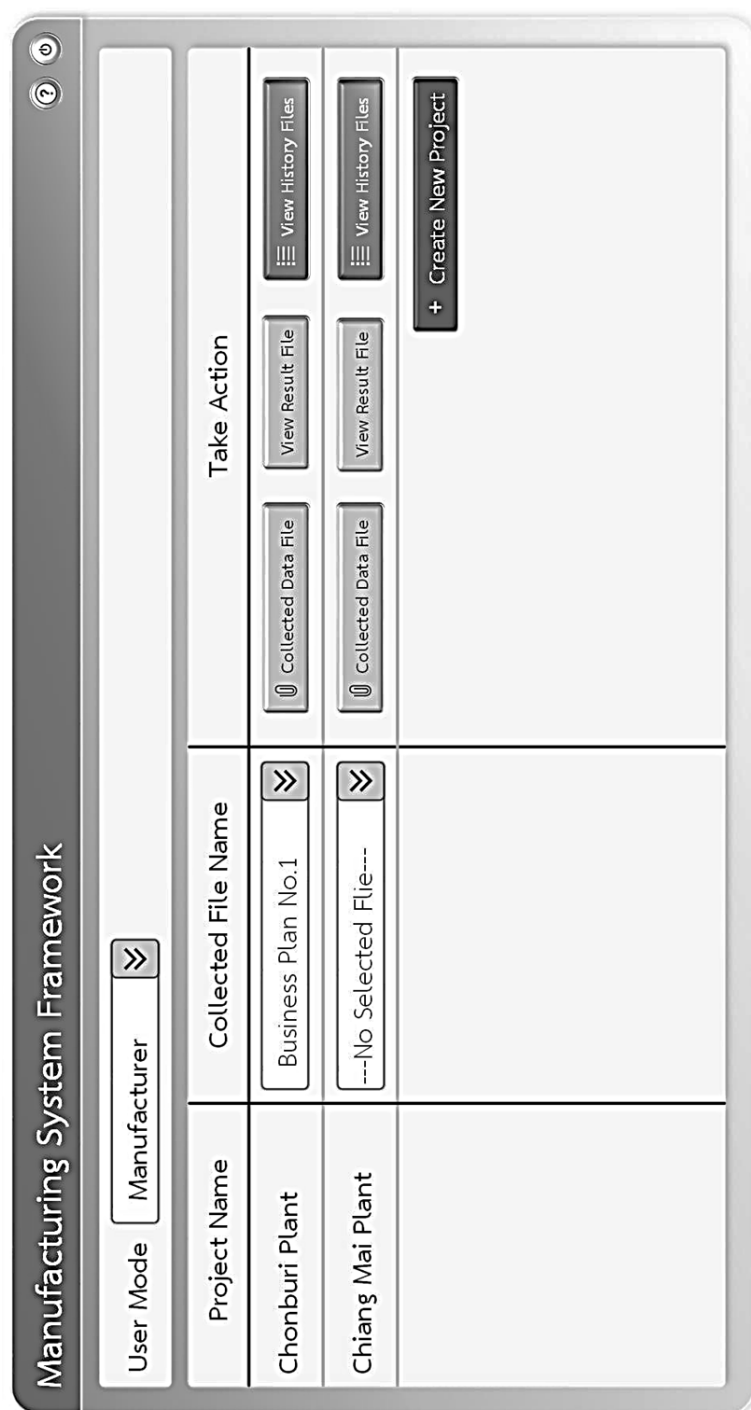 Manufacturing System Framework ?
User Mode Manufacturer
Project Name Collected File Name Take Action
Chonburi Plant Business Plan No.1 Collected Data File View Result File View History Files
Chiang Mai Plant ---No Selected Flie--- Collected Data File View Result File View History Files
+ Create New Project